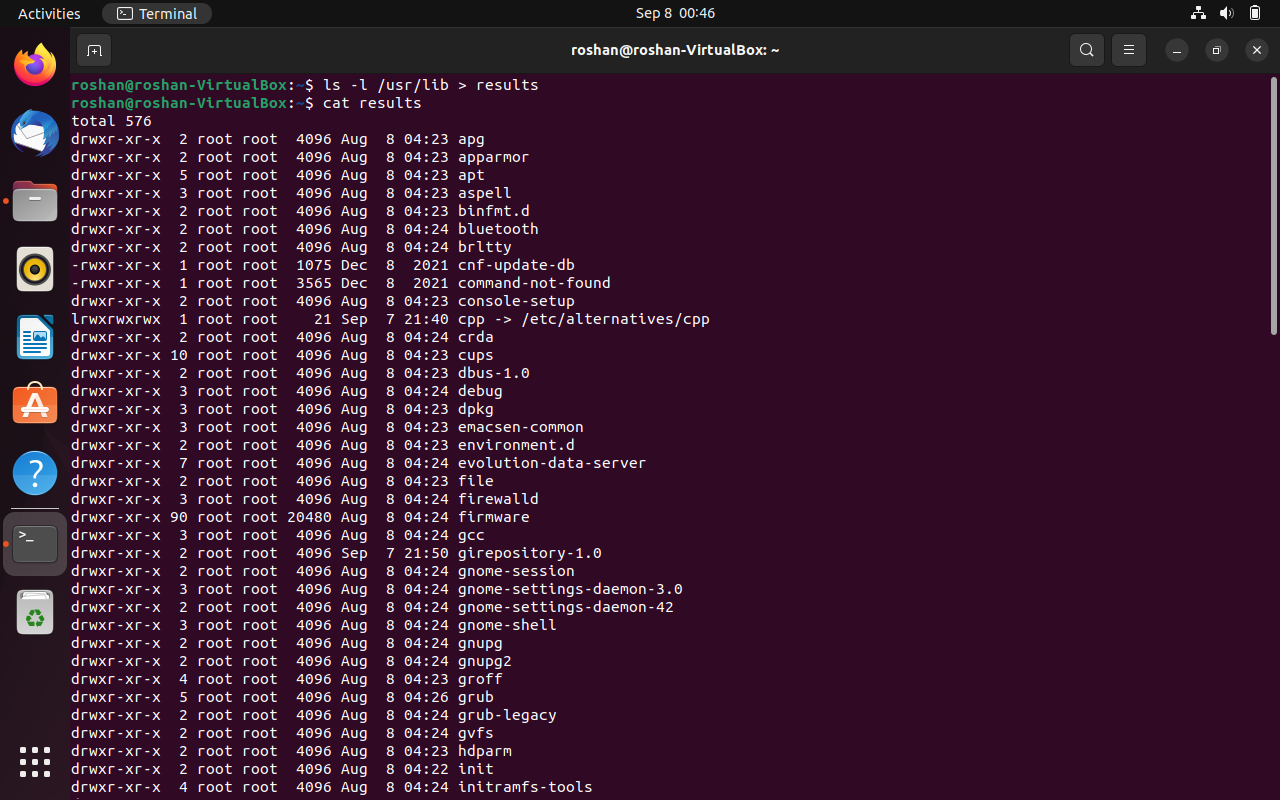 Activities Terminal Sep 8 00:46
roshan@roshan-VirtualBox: ~
roshan@roshan-VirtualBox:~$ ls -l /usr/lib > results
roshan@roshan-VirtualBox:~$ cat results
total 576
drwxr-xr-x  2 root root  4096 Aug  8 04:23 apg
drwxr-xr-x  2 root root  4096 Aug  8 04:23 apparmor
drwxr-xr-x  5 root root  4096 Aug  8 04:23 apt
drwxr-xr-x  3 root root  4096 Aug  8 04:23 aspell
drwxr-xr-x  2 root root  4096 Aug  8 04:23 binfmt.d
drwxr-xr-x  2 root root  4096 Aug  8 04:24 bluetooth
drwxr-xr-x  2 root root  4096 Aug  8 04:24 brltty
-rwxr-xr-x  1 root root  1075 Dec  8  2021 cnf-update-db
-rwxr-xr-x  1 root root  3565 Dec  8  2021 command-not-found
drwxr-xr-x  2 root root  4096 Aug  8 04:23 console-setup
lrwxrwxrwx  1 root root    21 Sep  7 21:40 cpp -> /etc/alternatives/cpp
drwxr-xr-x  2 root root  4096 Aug  8 04:24 crda
drwxr-xr-x 10 root root  4096 Aug  8 04:23 cups
drwxr-xr-x  2 root root  4096 Aug  8 04:23 dbus-1.0
drwxr-xr-x  3 root root  4096 Aug  8 04:24 debug
drwxr-xr-x  3 root root  4096 Aug  8 04:23 dpkg
drwxr-xr-x  3 root root  4096 Aug  8 04:24 emacsen-common
drwxr-xr-x  2 root root  4096 Aug  8 04:23 environment.d
drwxr-xr-x  7 root root  4096 Aug  8 04:24 evolution-data-server
drwxr-xr-x  2 root root  4096 Aug  8 04:23 file
drwxr-xr-x  3 root root  4096 Aug  8 04:24 firewalld
drwxr-xr-x 90 root root 20480 Aug  8 04:24 firmware
drwxr-xr-x  3 root root  4096 Aug  8 04:24 gcc
drwxr-xr-x  2 root root  4096 Sep  7 21:50 girepository-1.0
drwxr-xr-x  2 root root  4096 Aug  8 04:24 gnome-session
drwxr-xr-x  3 root root  4096 Aug  8 04:24 gnome-settings-daemon-3.0
drwxr-xr-x  2 root root  4096 Aug  8 04:24 gnome-settings-daemon-42
drwxr-xr-x  3 root root  4096 Aug  8 04:24 gnome-shell
drwxr-xr-x  2 root root  4096 Aug  8 04:24 gnupg
drwxr-xr-x  2 root root  4096 Aug  8 04:24 gnupg2
drwxr-xr-x  4 root root  4096 Aug  8 04:23 groff
drwxr-xr-x  5 root root  4096 Aug  8 04:26 grub
drwxr-xr-x  2 root root  4096 Aug  8 04:24 grub-legacy
drwxr-xr-x  2 root root  4096 Aug  8 04:24 gvfs
drwxr-xr-x  2 root root  4096 Aug  8 04:23 hdparm
drwxr-xr-x  2 root root  4096 Aug  8 04:22 init
drwxr-xr-x  4 root root  4096 Aug  8 04:24 initramfs-tools